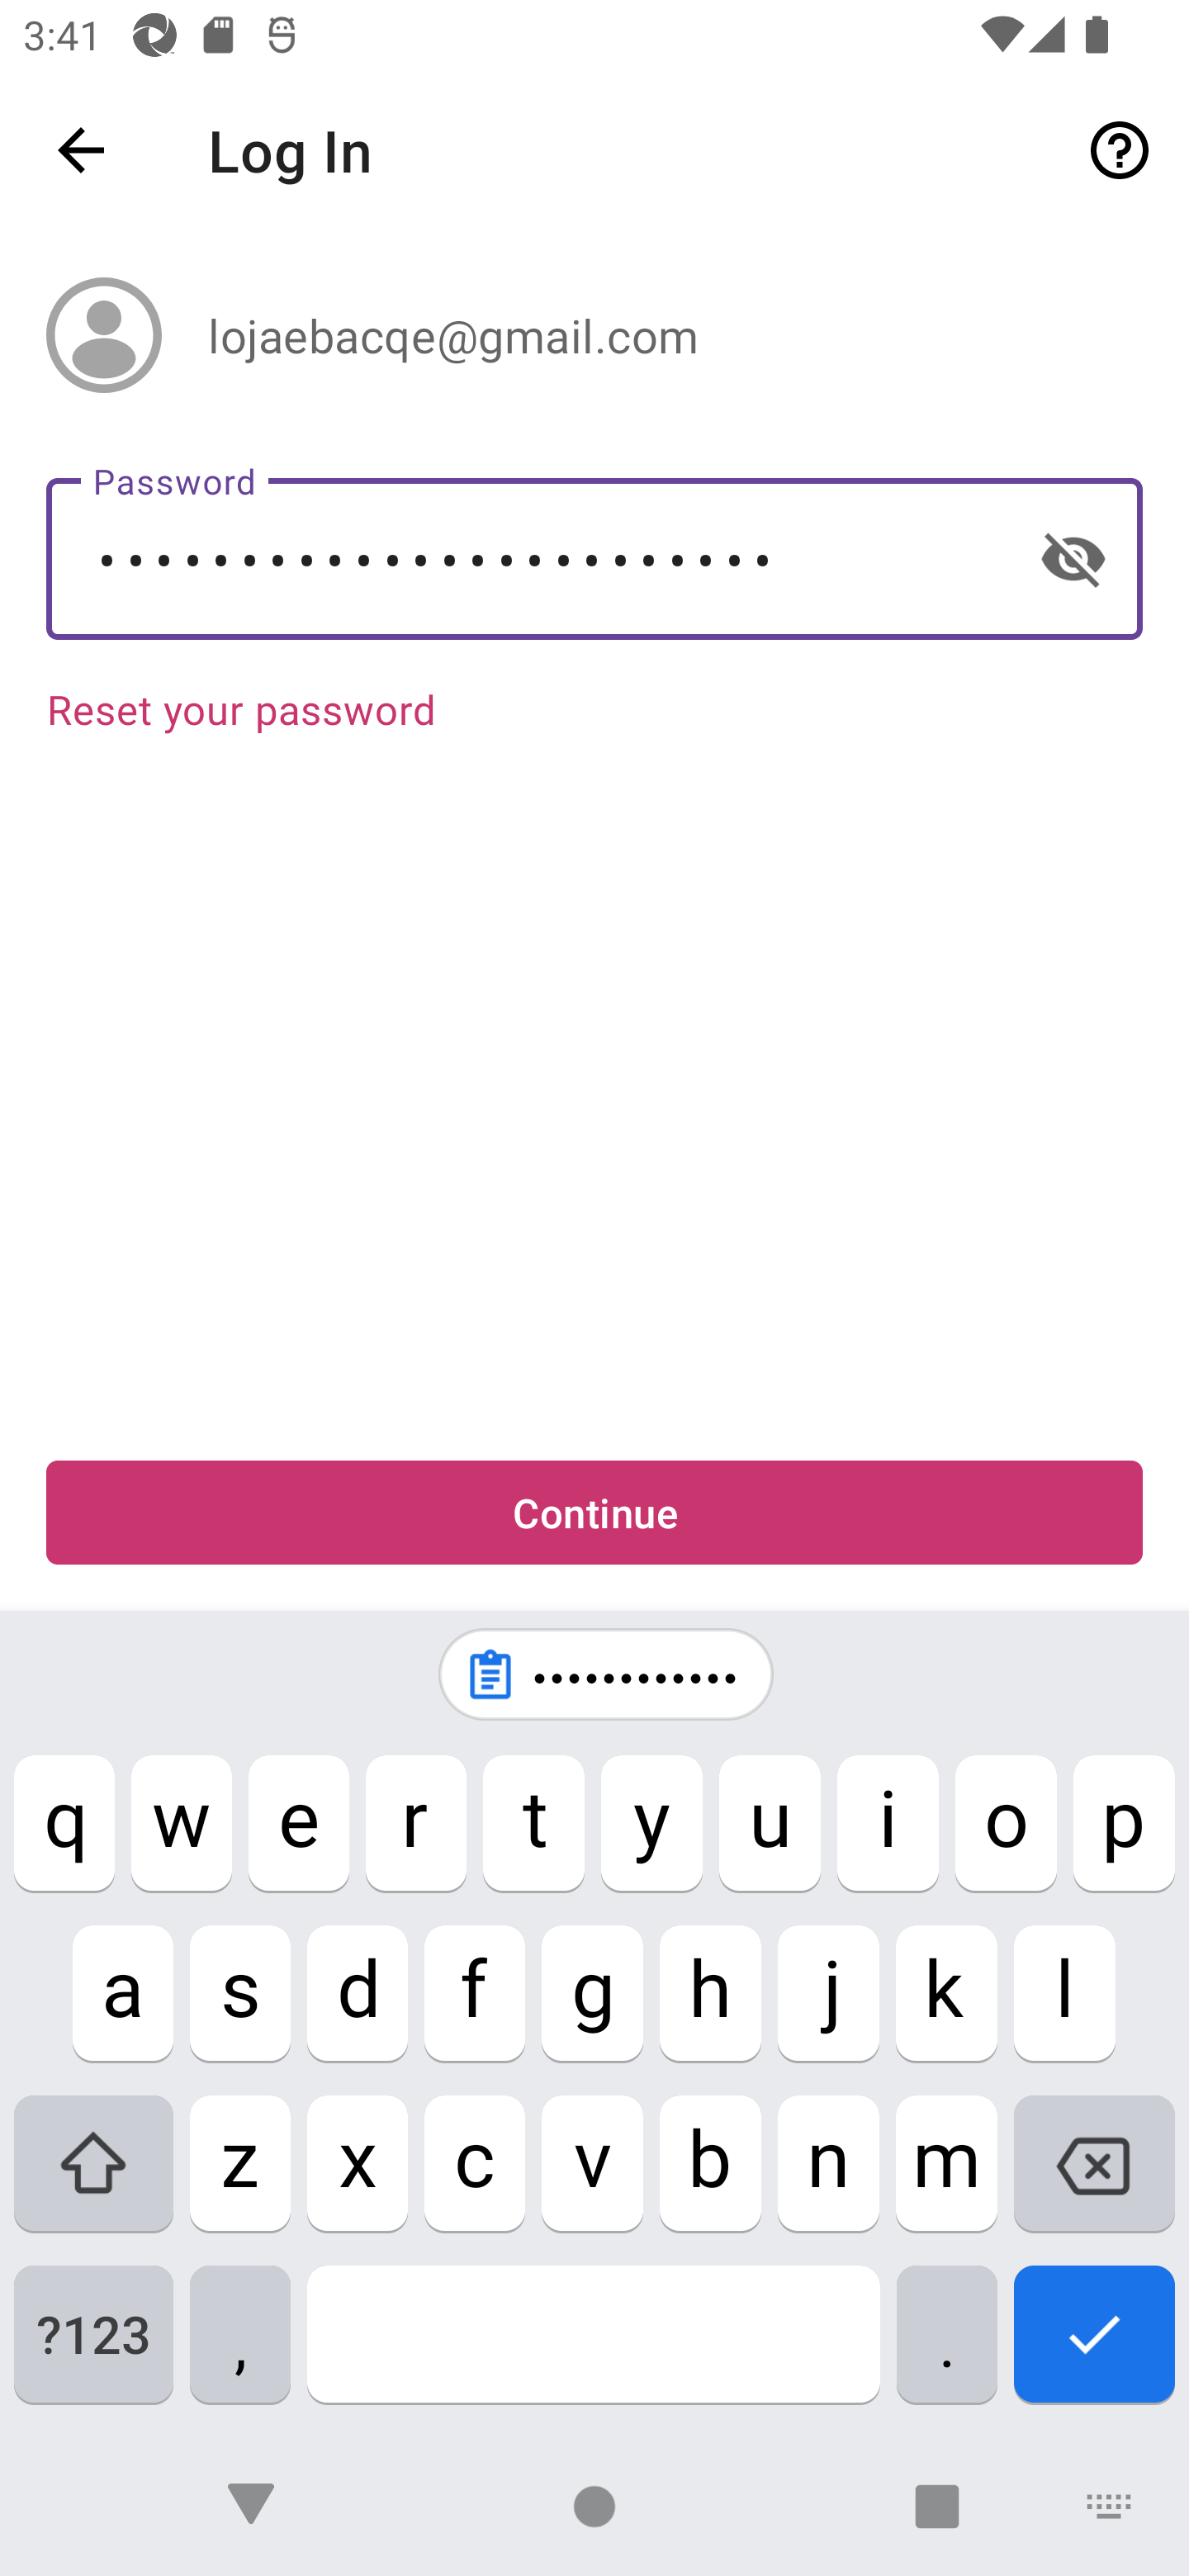 3:41
Log In
lojaebacqe@gmail.com
Password
••••••••••••••••••••••••
Reset your password
Continue
••••••••••••
q w e r t y u i o p
a s d f g h j k l
z x c v b n m
?123 , .